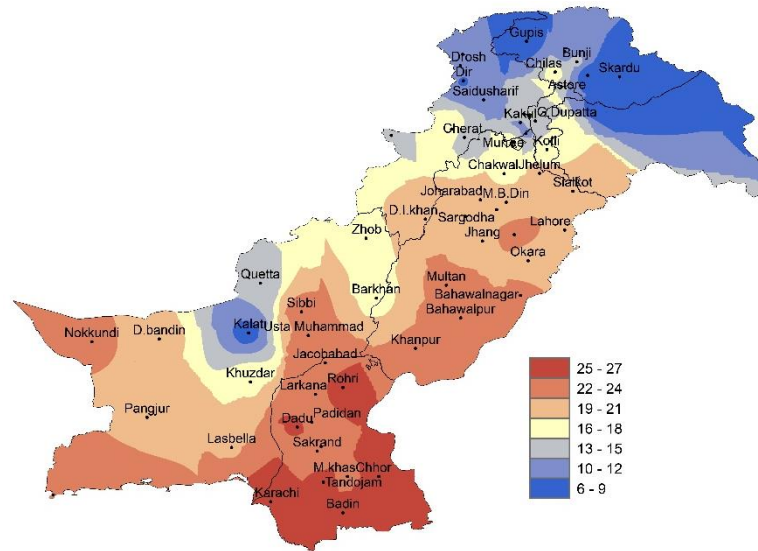 Gupis
Drosh
Bunji
Dir
Chilas
Skardu
Saidusharif
Astore
Kakul
G.Dupatta
Cherat
Murree
Kotli
Chakwal
Jhelum
Joharabad
M.B.Din
Sialkot
D.I.khan
Sargodha
Lahore
Zhob
Jhang
Okara
Quetta
Multan
Barkhan
Bahawalnagar
Sibbi
Bahawalpur
Nokkundi
D.bandin
Kalat
Usta Muhammad
Khanpur
Jacobabad
Khuzdar
Larkana
Rohri
Pangjur
Dadu
Padidan
Lasbella
Sakrand
M.khas
Chhor
Tandojam
Karachi
Badin
25 - 27
22 - 24
19 - 21
16 - 18
13 - 15
10 - 12
6 - 9